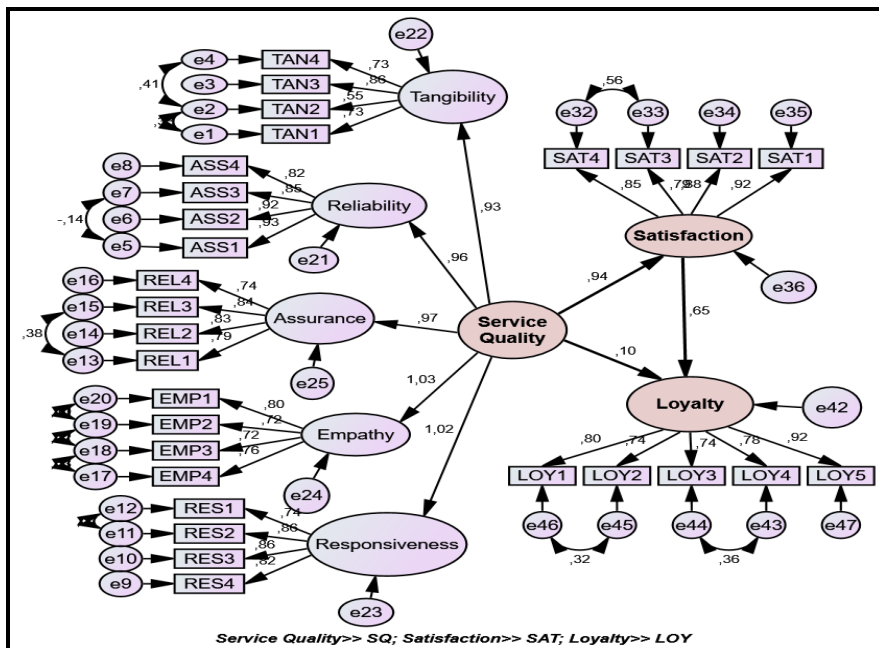 e22
e4 TAN4 ,73
e3 TAN3 ,86
,41
e2 TAN2 ,55
Tangibility
e1 TAN1 ,73
e32 ,56 e33 e34 e35
SAT4 SAT3 SAT2 SAT1
,85 ,79 ,88 ,92
Satisfaction
e36
e8 ASS4 ,82
e7 ASS3 ,85
-,14
e6 ASS2 ,92
Reliability
e5 ASS1 ,93
e21
,93
,96
,94
,65
e16 REL4 ,74
e15 REL3 ,84
,38
e14 REL2 ,83
Assurance
e13 REL1 ,79
e25
,97
Service
Quality
,10
Loyalty
e42
e20 EMP1 ,80
e19 EMP2 ,72
e18 EMP3 ,72
Empathy
e17 EMP4 ,76
e24
1,03
1,02
,80 ,74 ,74 ,78 ,92
LOY1 LOY2 LOY3 LOY4 LOY5
e46 e45 e44 e43 e47
,32 ,36
e12 RES1 ,74
e11 RES2 ,86
e10 RES3 ,86
Responsiveness
e9 RES4 ,82
e23
Service Quality>> SQ; Satisfaction>> SAT; Loyalty>> LOY